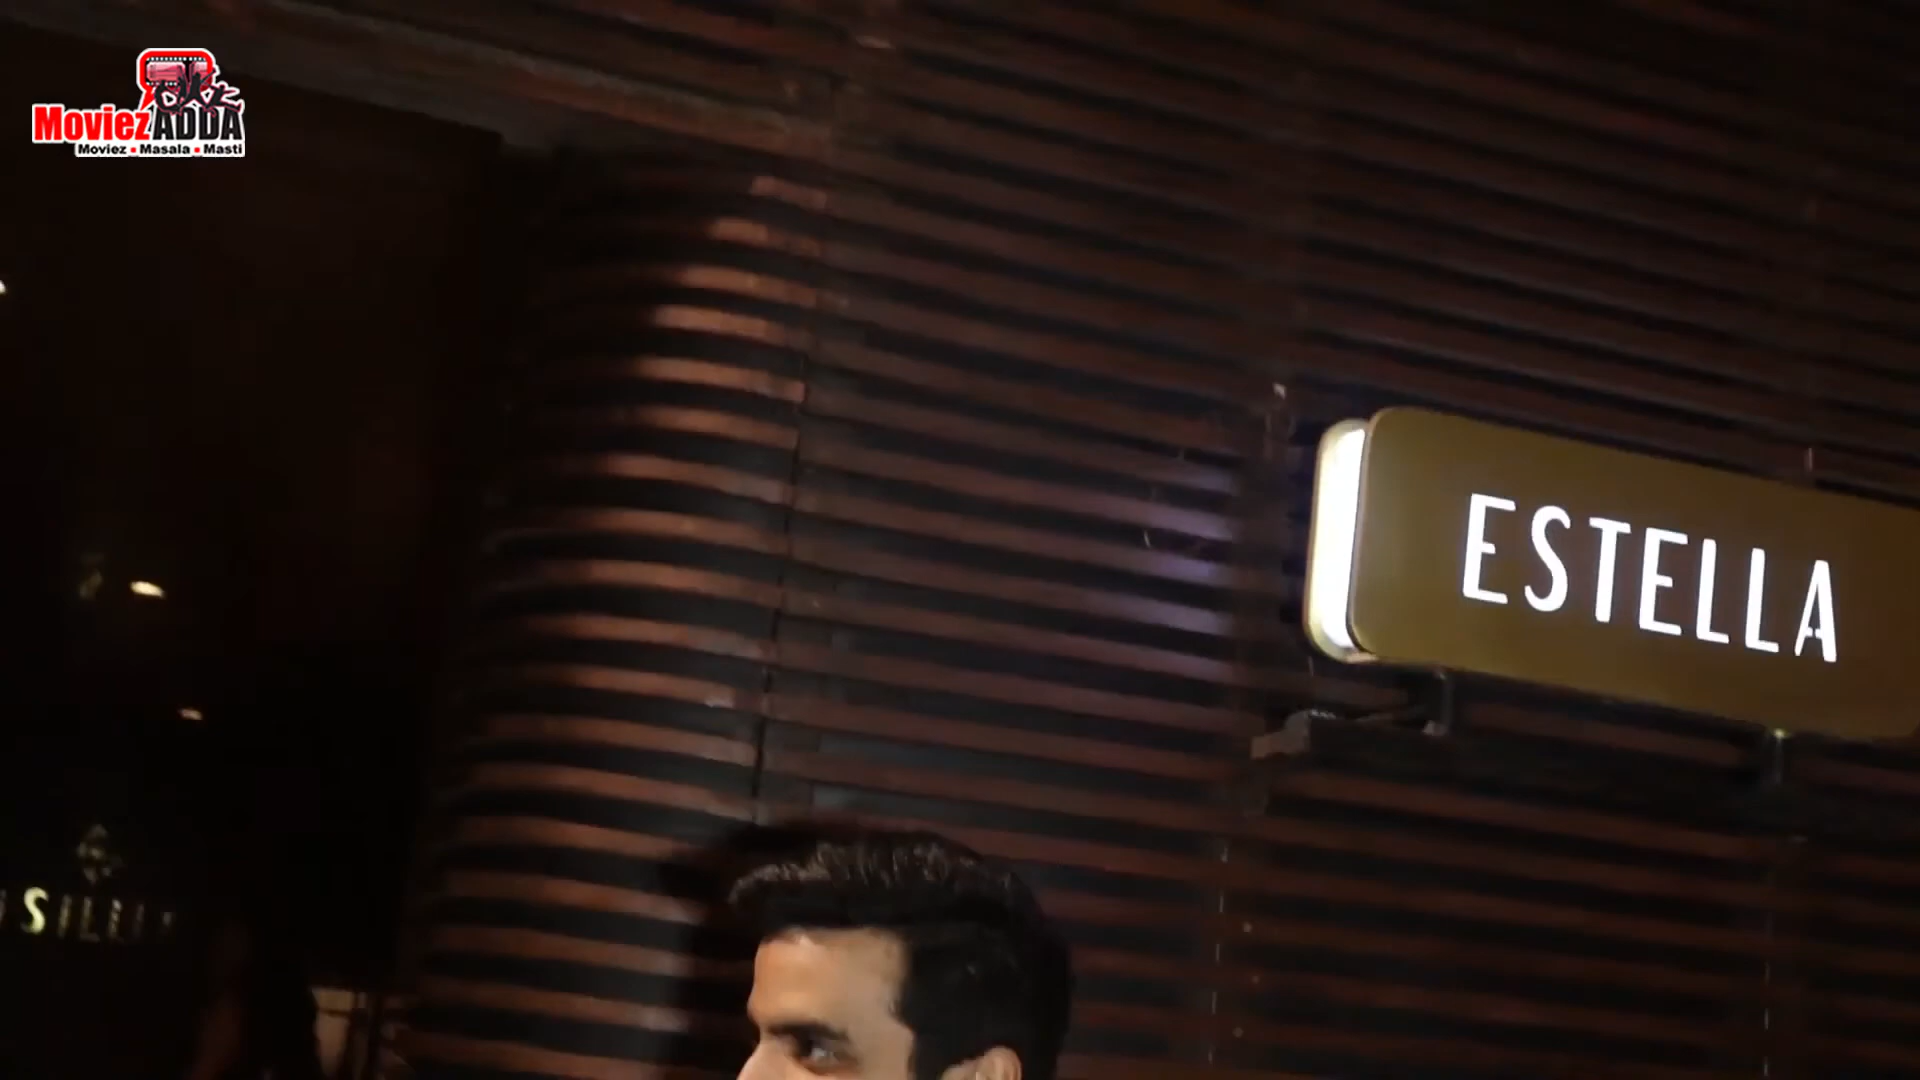 MoviezADDA
Moviez • Masala • Masti
ESTELLA